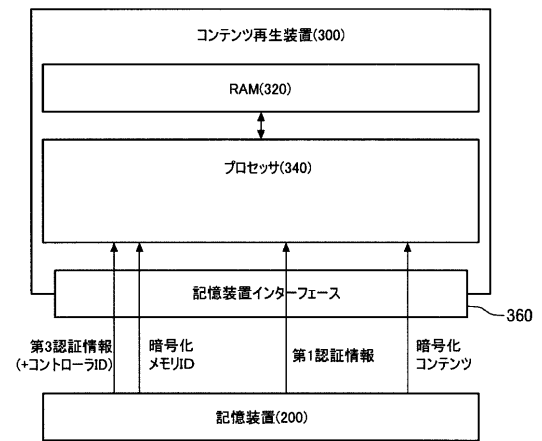 コンテンツ再生装置(300)
RAM(320)
プロセッサ(340)
記憶装置インターフェース
360
第3認証情報
(+コントローラID)
暗号化
メモリID
第1認証情報
暗号化
コンテンツ
記憶装置(200)